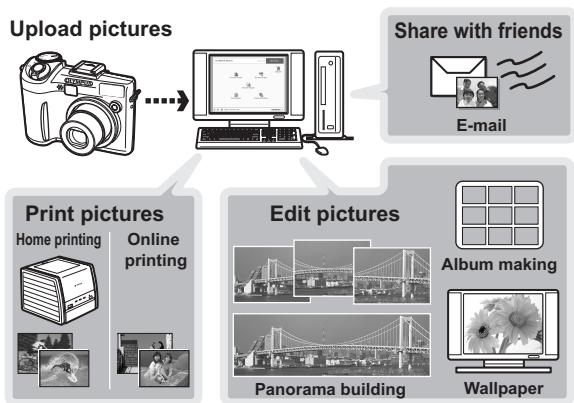 Upload pictures
OLYMPUS
Share with friends
E-mail
Print pictures
Home printing
Online
printing
Edit pictures
Album making
Panorama building
Wallpaper